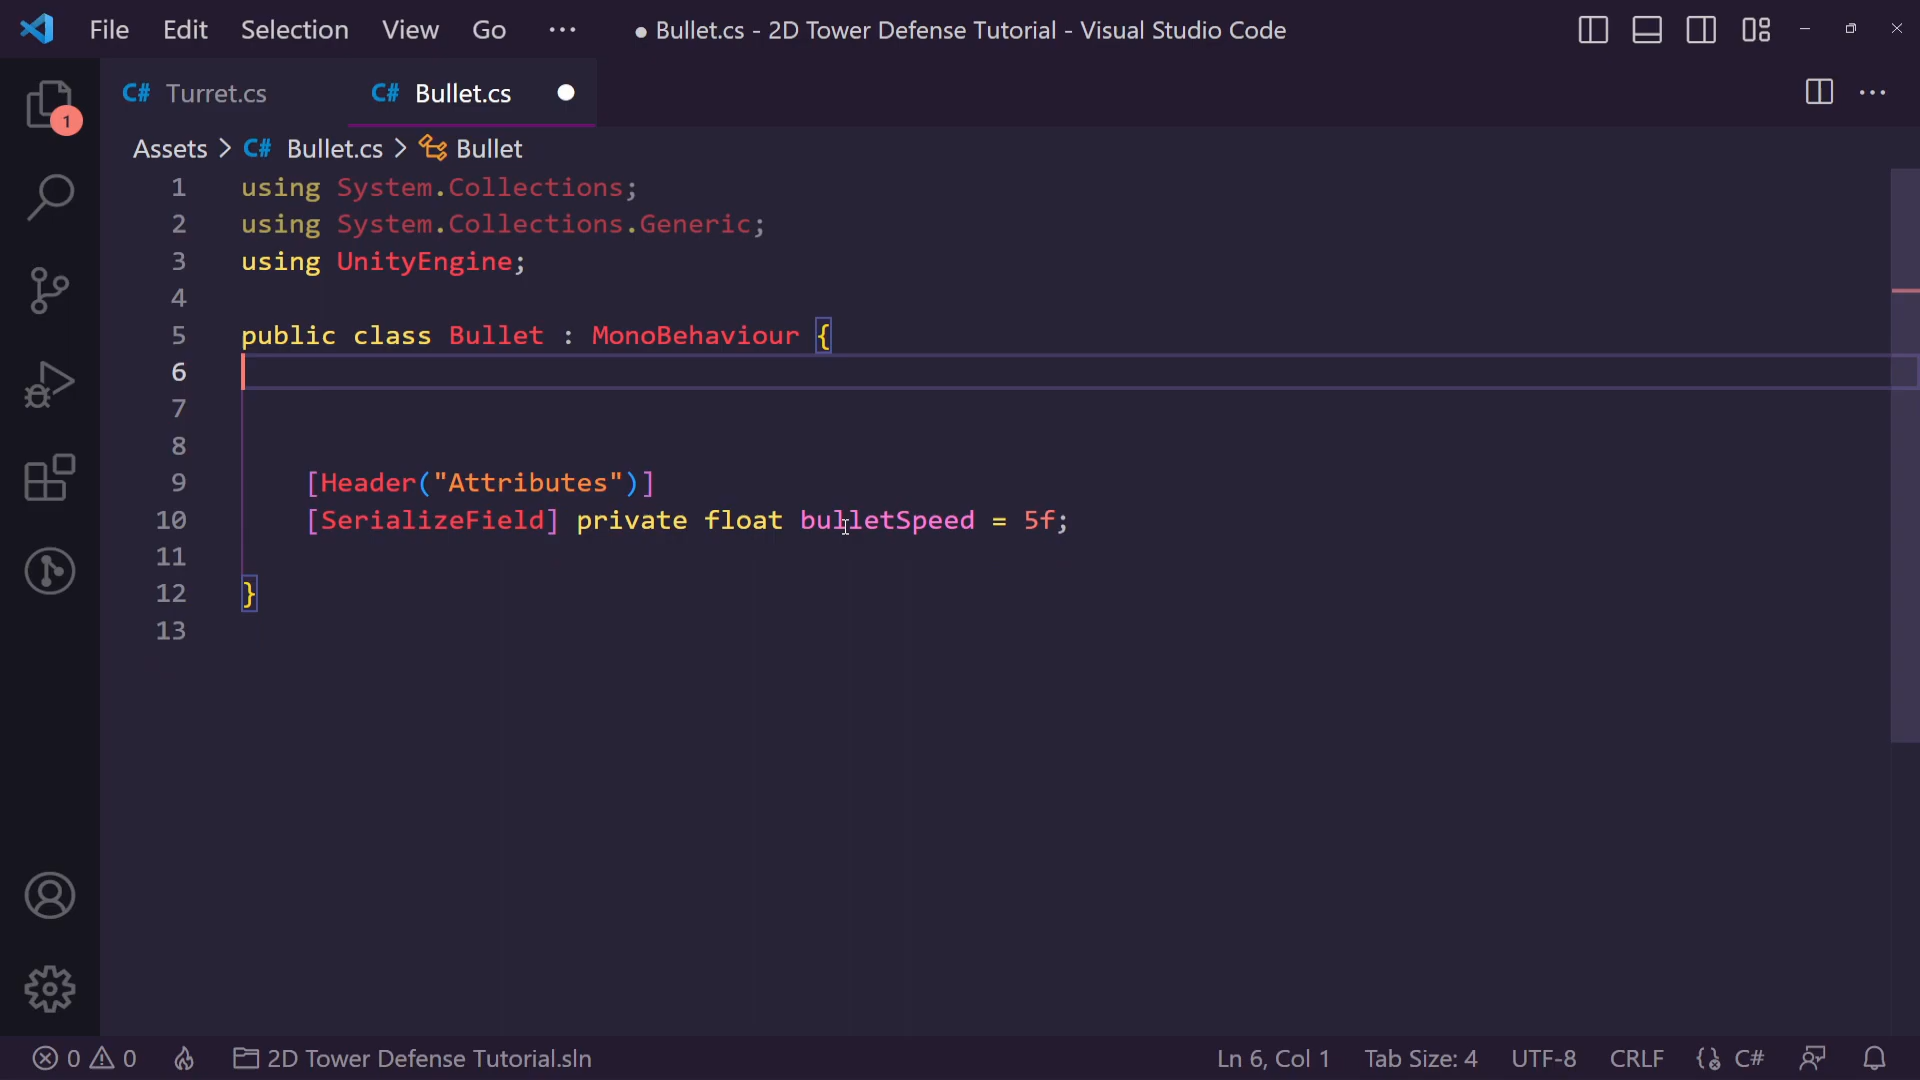 File Edit Selection View Go ··· ● Bullet.cs - 2D Tower Defense Tutorial - Visual Studio Code
C# Turret.cs C# Bullet.cs ●
1
Assets > C# Bullet.cs > Bullet
1 using System.Collections;
2 using System.Collections.Generic;
3 using UnityEngine;
4
5 public class Bullet : MonoBehaviour {
6
7
8
9 [Header("Attributes")]
10 [SerializeField] private float bulletSpeed = 5f;
11
12 }
13
0 0 2D Tower Defense Tutorial.sln Ln 6, Col 1 Tab Size: 4 UTF-8 CRLF C#